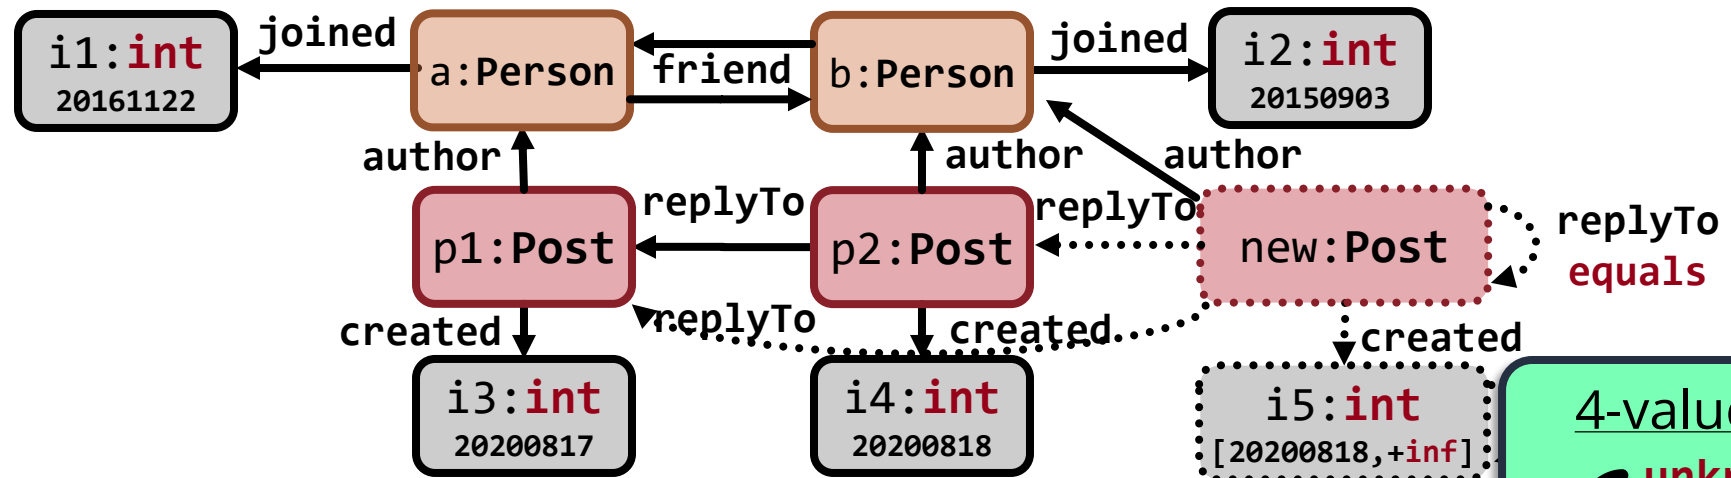 i1:int
20161122
joined
a:Person
friend
b:Person
joined
i2:int
20150903
author
author
author
p1:Post
replyTo
p2:Post
replyTo
new:Post
replyTo
equals
created
replyTo
created
created
i3:int
20200817
i4:int
20200818
i5:int
[20200818,+inf]